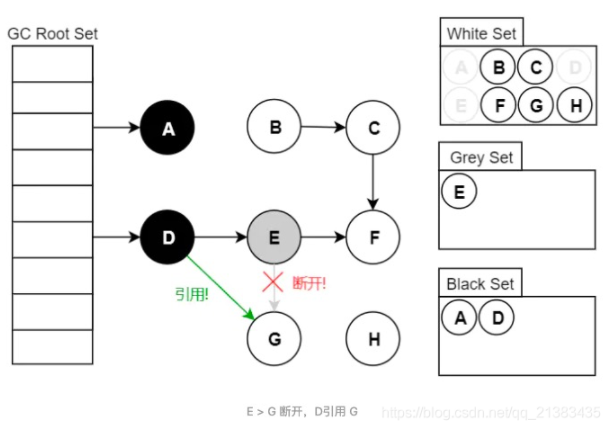 GC Root Set
White Set
A B C D
E F G H
A
B
C
Grey Set
E
D
E
F
引用!
断开!
Black Set
A D
G
H
E > G 断开，D引用 G
https://blog.csdn.net/qq_21383435